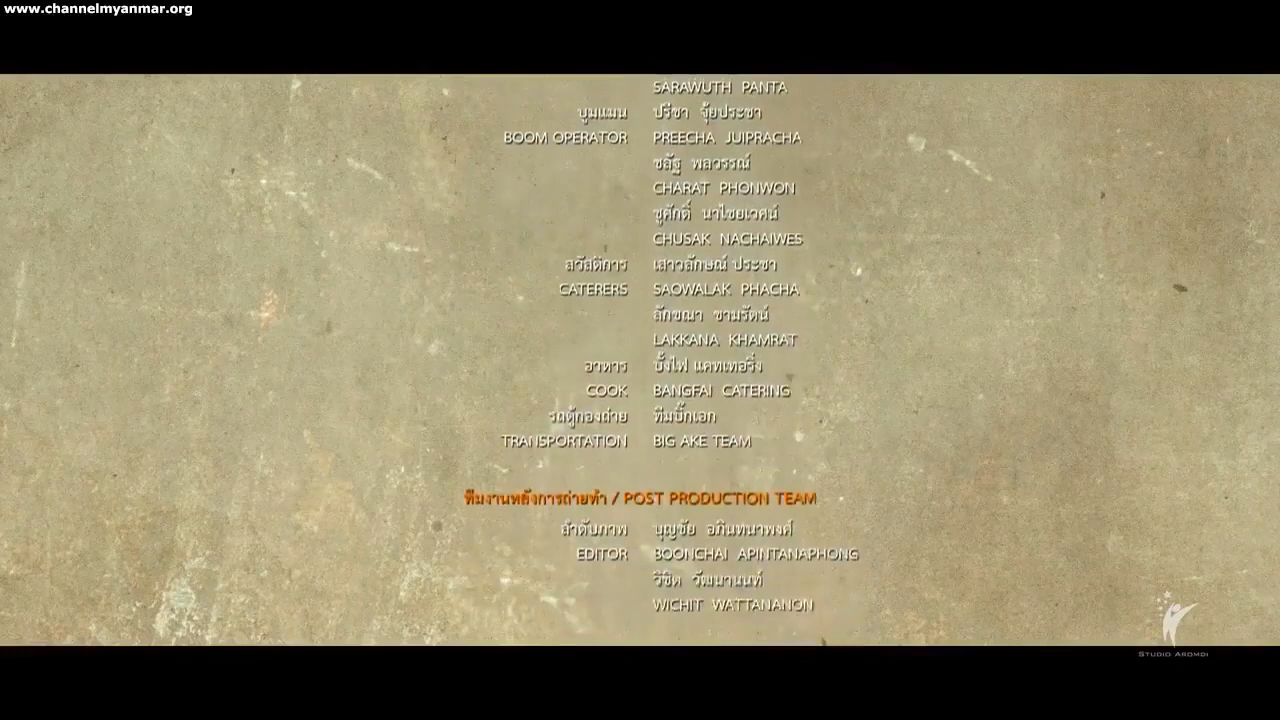 www.channelmyanmar.org
SARAWUTH PANTA
บูมแมน ปรีชา จุ้ยประชา
BOOM OPERATOR PREECHA JUIPRACHA
ชลัฐ พลวรรณ์
CHARAT PHONWON
ชูศักดิ์ นาไชยเวศน์
CHUSAK NACHAIWES
สวัสดิการ เสาวลักษณ์ ประชา
CATERERS SAOWALAK PHACHA
ลักขณา ขามรัตน์
LAKKANA KHAMRAT
อาหาร บั้งไฟ แคทเทอริ่ง
COOK BANGFAI CATERING
รถตู้กองถ่าย ทีมบิ๊กเอก
TRANSPORTATION BIG AKE TEAM
ทีมงานหลังการถ่ายทำ / POST PRODUCTION TEAM
ลำดับภาพ บุญชัย อภินทนาพงศ์
EDITOR BOONCHAI APINTANAPHONG
วิชิต วัฒนานนท์
WICHIT WATTANANON
STUDIO AROMDI